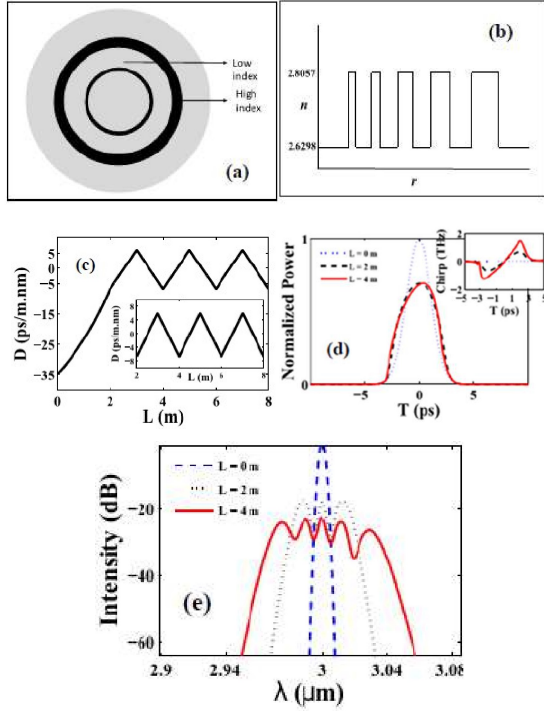 Low
index
High
index
(a)
(b)
2.8057
n
2.6298
r
(c)
D (ps/m.nm)
5
0
−5
−15
−25
−35
0
2
4
6
8
L (m)
D (ps/m.nm)
8
4
0
−4
−8
2
4
6
8
L (m)
(d)
Normalized Power
1
0.5
0
−10
−5
0
5
T (ps)
L = 0 m
L = 2 m
L = 4 m
Chirp (THz)
2
0
−2
−5
−3
−1
1
3
5
T (ps)
(e)
Intensity (dB)
−20
−40
−60
L = 0 m
L = 2 m
L = 4 m
2.9
2.94
3
3.04
3.08
λ (μm)